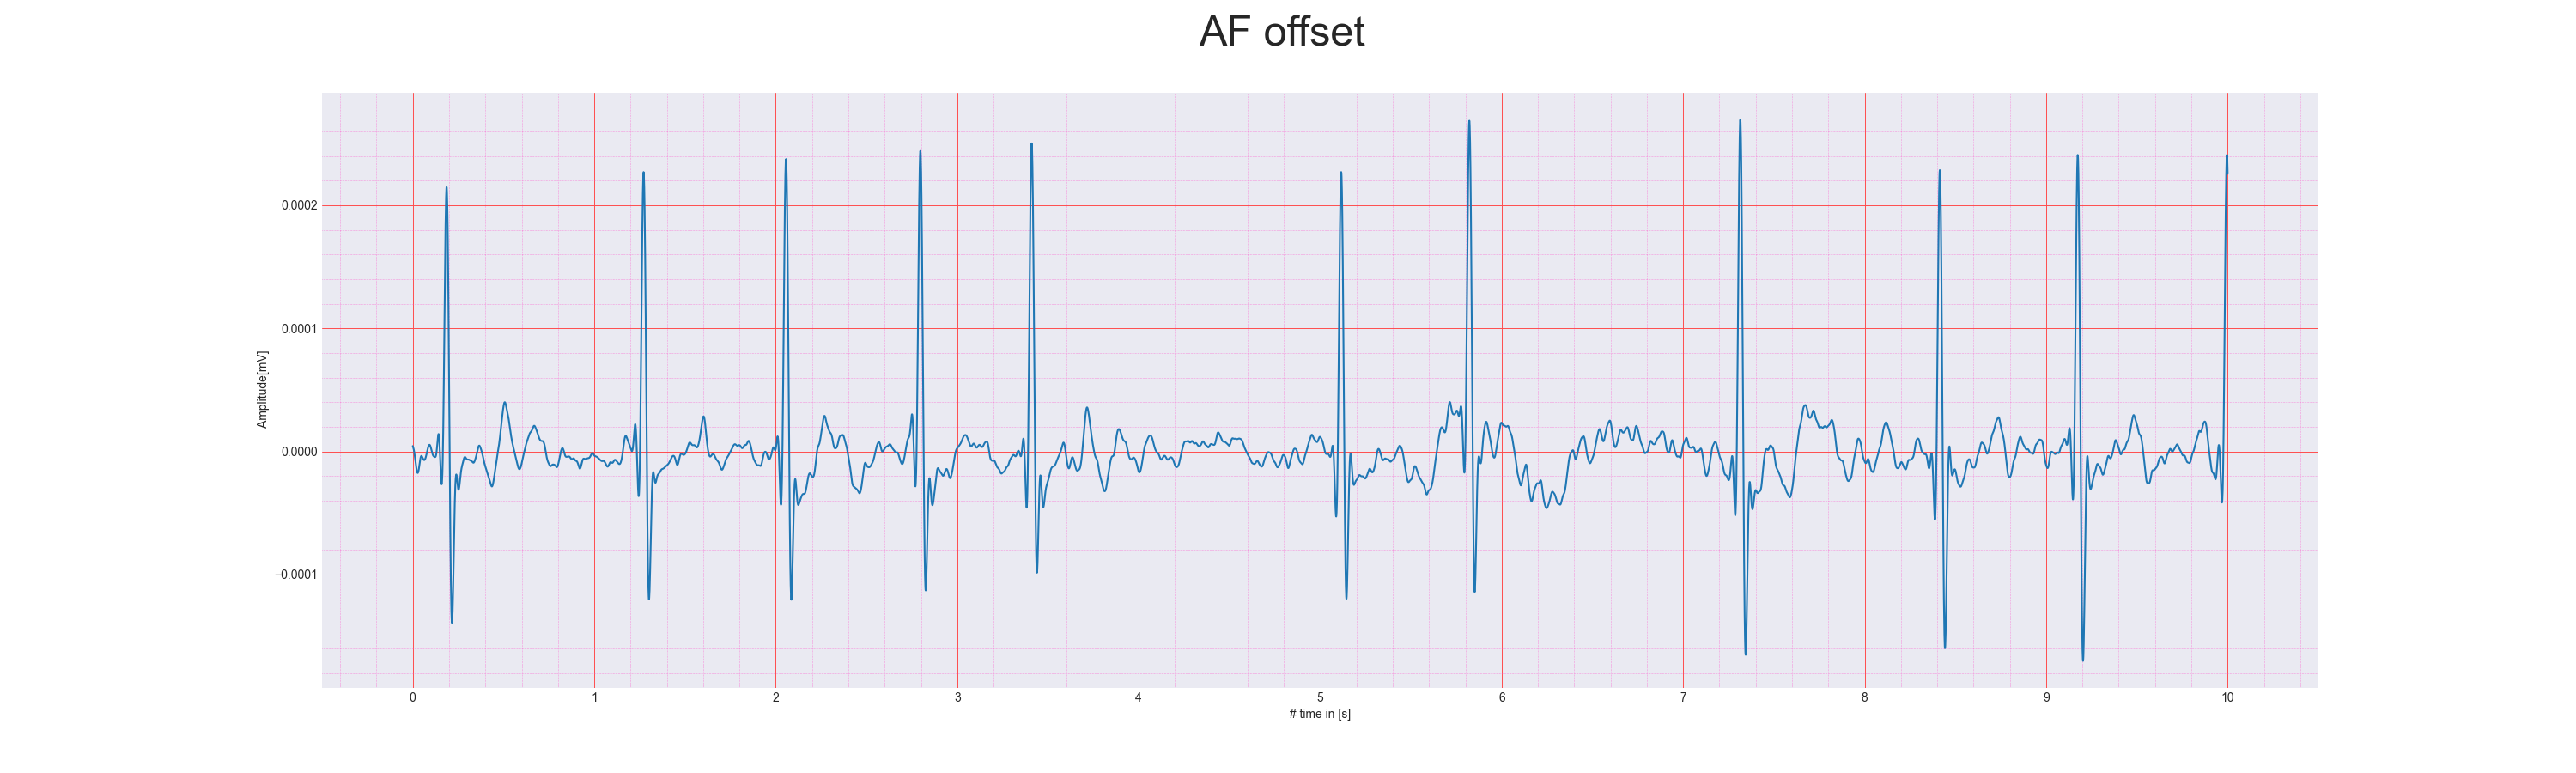 AF offset
0.0002
0.0001
0.0000
−0.0001
Amplitude[mV]
0 1 2 3 4 5 6 7 8 9 10
# time in [s]